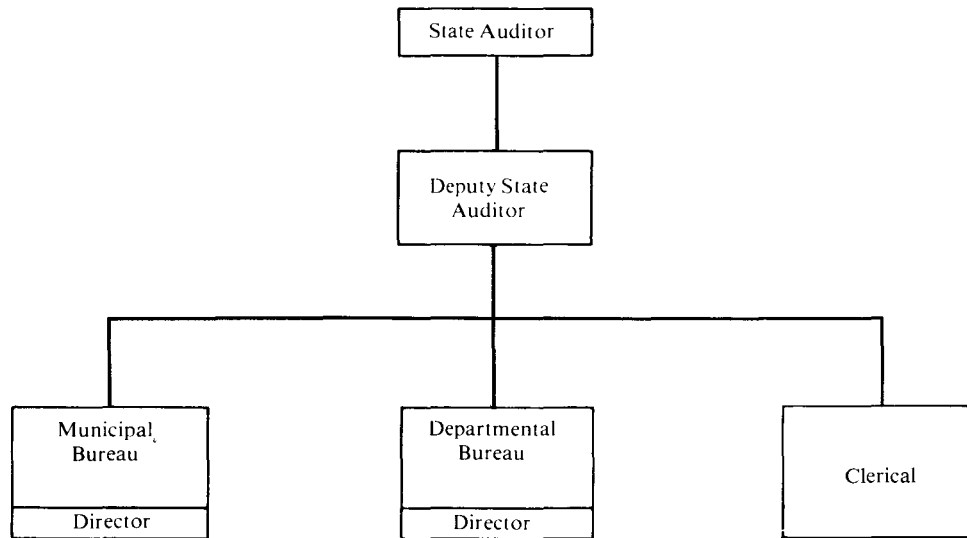 State Auditor
Deputy State
Auditor
Municipal
Bureau
Director
Departmental
Bureau
Director
Clerical